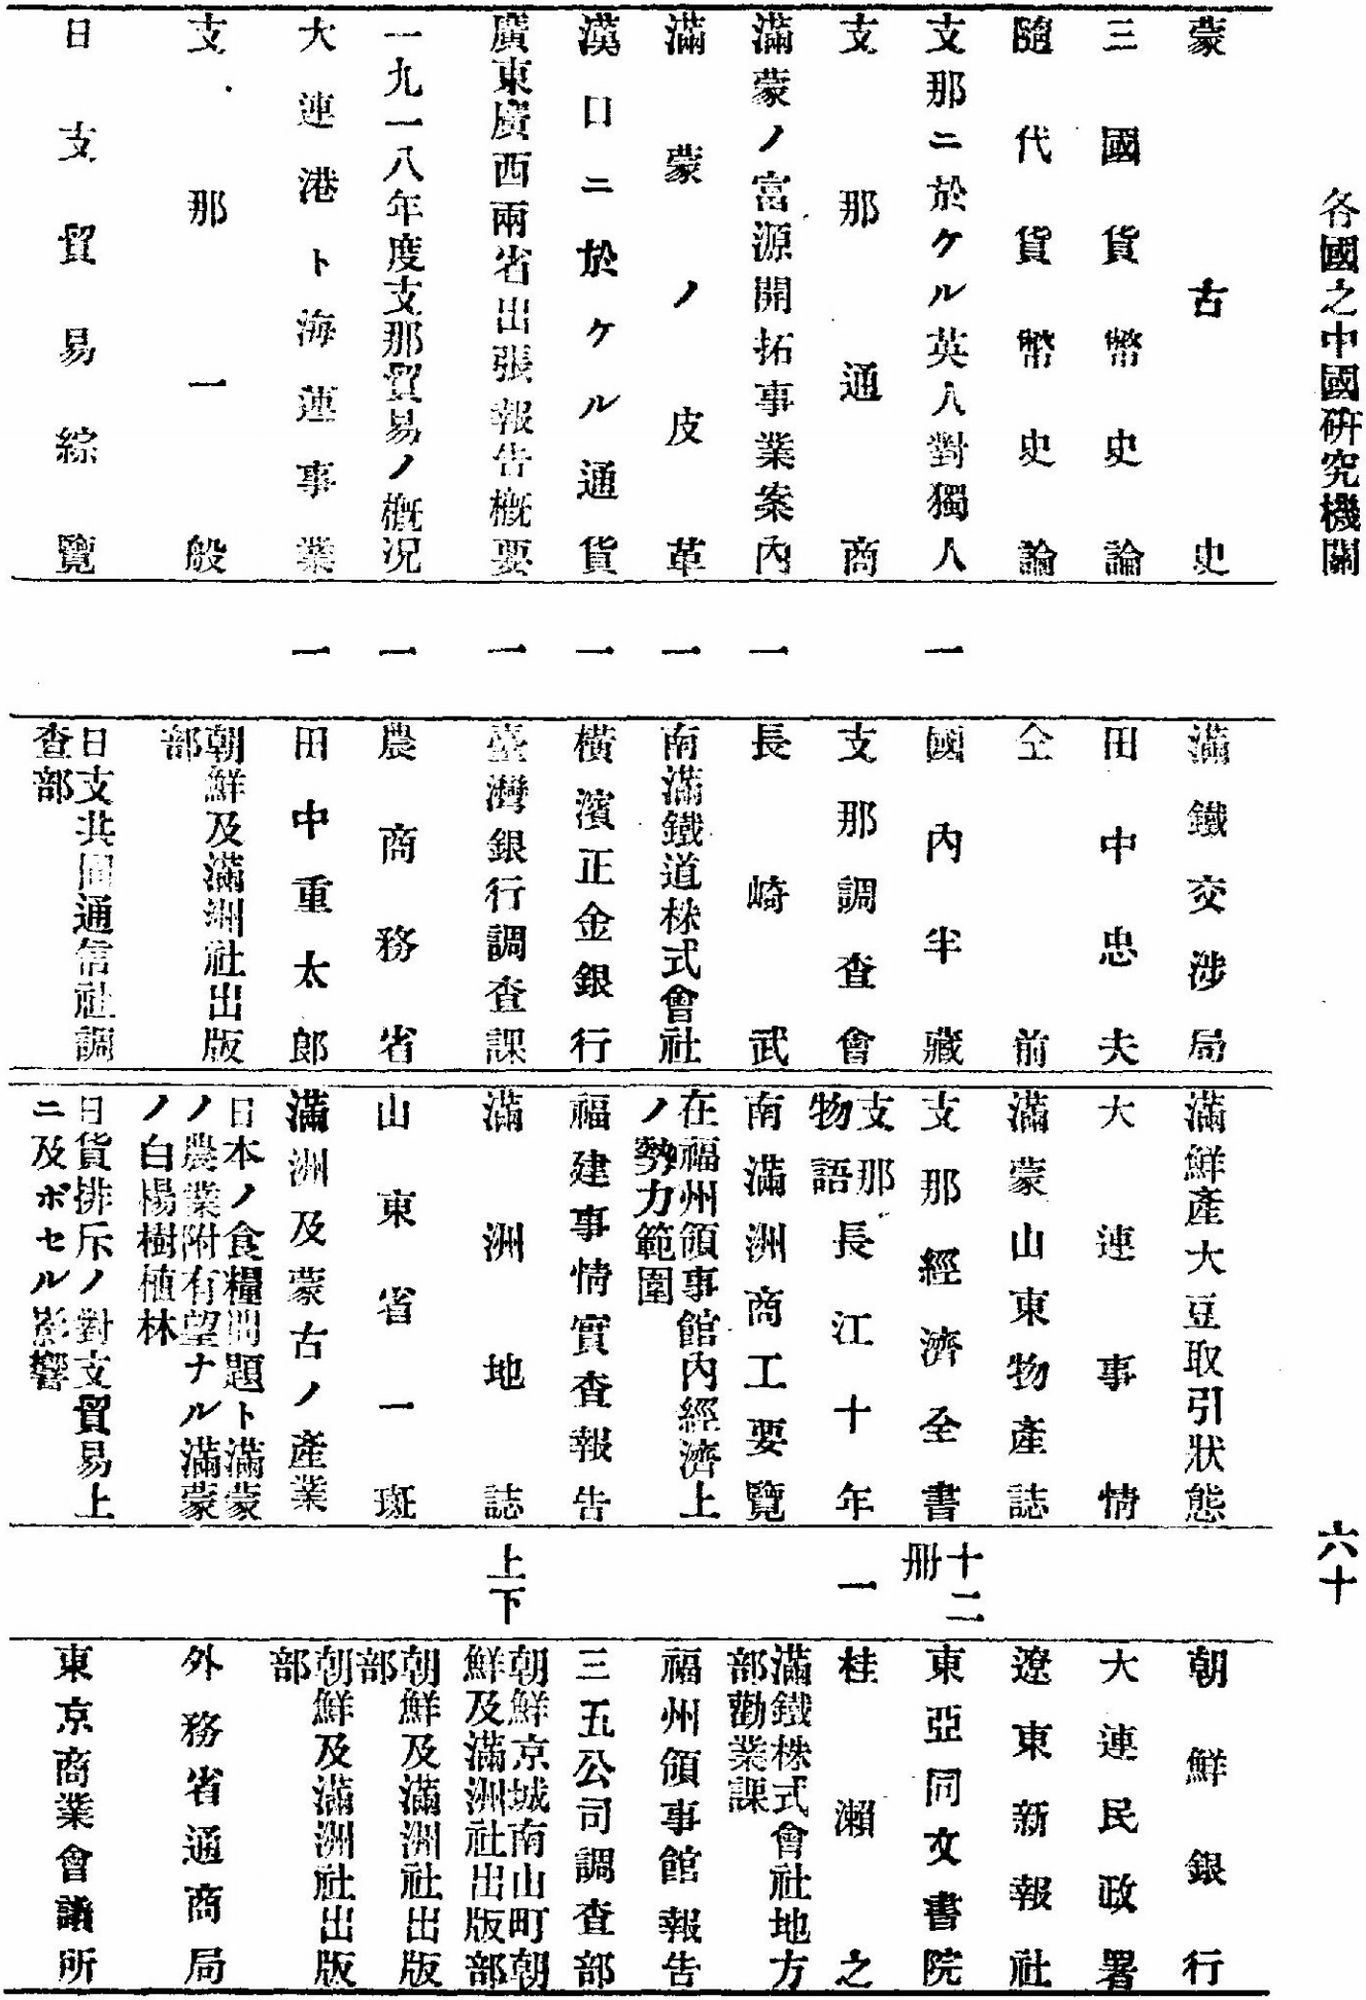 各國之中國研究機關
六十
蒙古史
滿鐵交涉局
三國貨幣史論
田中忠夫
隨代貨幣史論
仝前
支那ニ於ケル英人對獨人
一
國內半藏
支那通商
支那調查會
滿蒙ノ富源開拓事業案內
一
長崎武
滿蒙ノ皮革
一
南滿鐵道株式會社
漢口ニ於ケル通貨
一
橫濱正金銀行
廣東廣西兩省出張報告概要
一
臺灣銀行調查課
一九一八年度支那貿易ノ概況
一
農商務省
大連港ト海運事業
一
田中重太郎
支那一般
朝鮮及滿洲社出版
部
日支貿易綜覽
日支共同通信社調
查部
滿鮮產大豆取引狀態
朝鮮銀行
大連事情
大連民政署
滿蒙山東物產誌
遼東新報社
支那經濟全書
十二
冊
東亞同文書院
支那
物語
長江十年
一
桂瀨之
南滿洲商工要覽
滿鐵株式會社地方
部勸業課
在福州領事館內經濟上
ノ勢力範圍
福州領事館報告
福建事情實查報告
三五公司調查部
滿洲地誌
上下
朝鮮京城南山町朝
鮮及滿洲社出版部
山東省一斑
朝鮮及滿洲社出版
部
滿洲及蒙古ノ產業
朝鮮及滿洲社出版
部
日本ノ食糧問題ト滿蒙
ノ農業附有望ナル滿蒙
ノ白楊樹植林
外務省通商局
日貨排斥ノ對支貿易上
ニ及ボセル影響
東京商業會議所